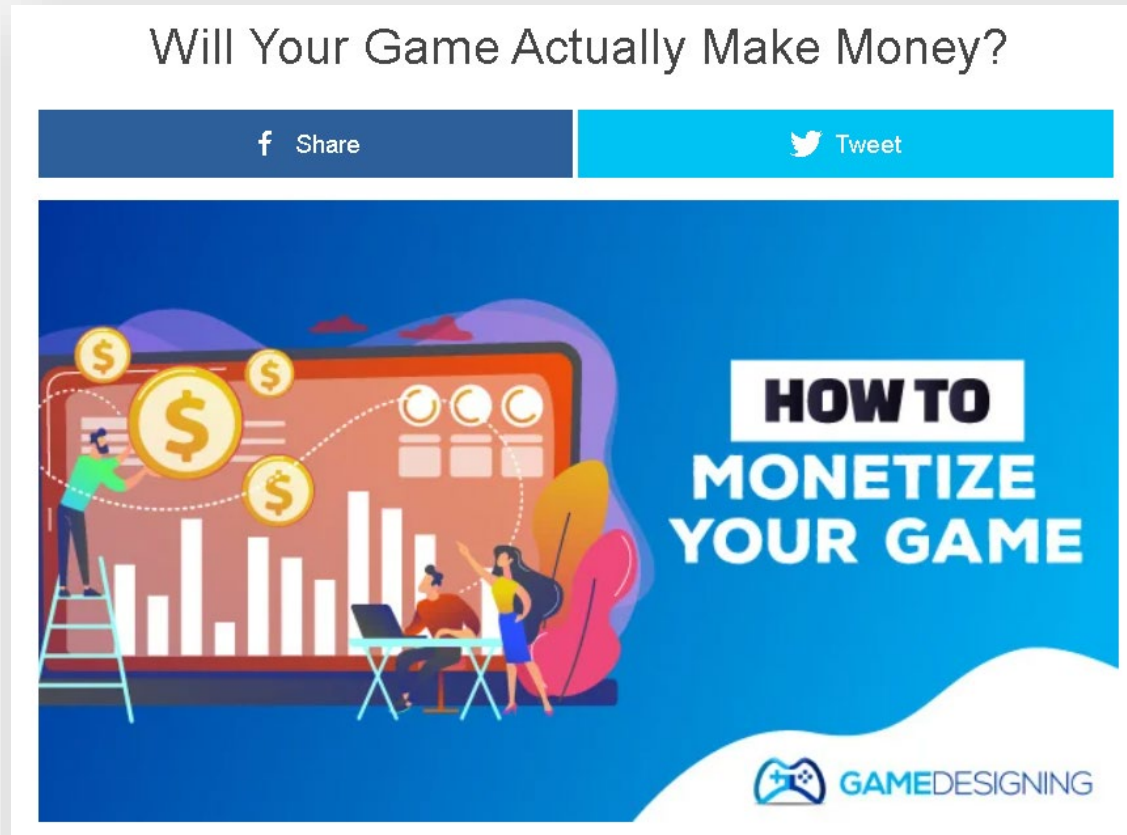 Will Your Game Actually Make Money?
Share
Tweet
HOW TO
MONETIZE
YOUR GAME
GAMEDESIGNING